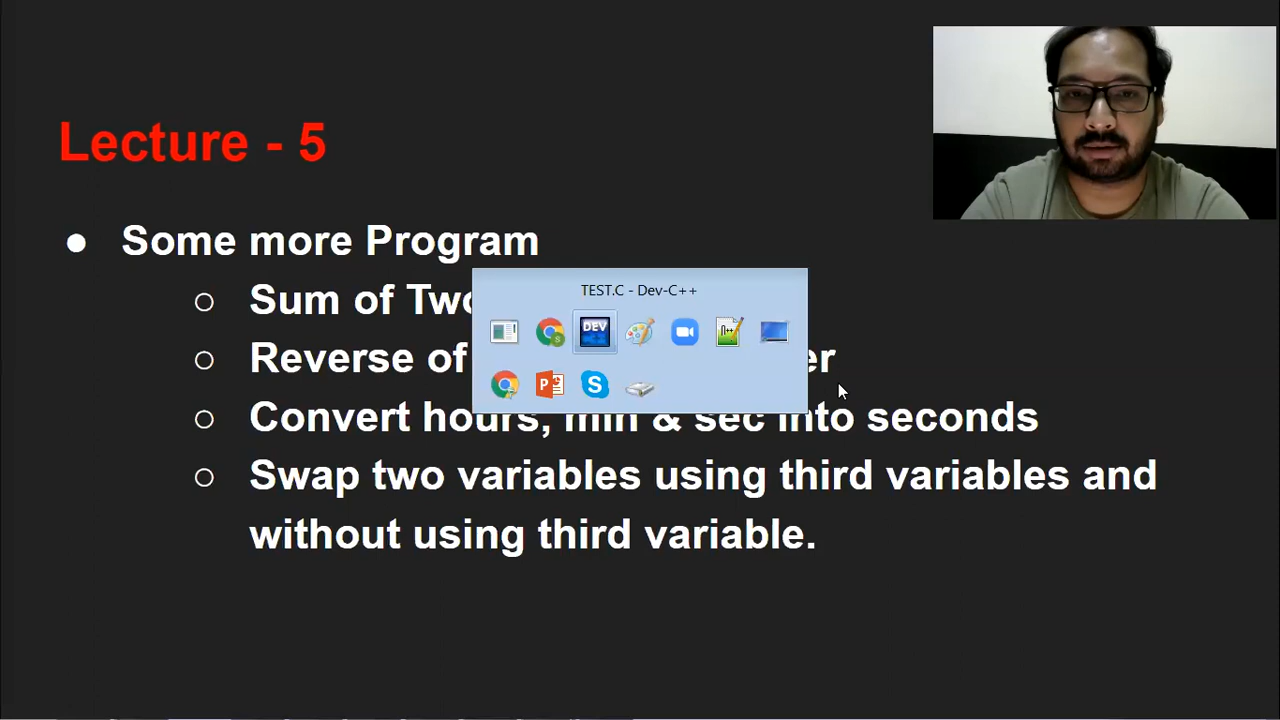 Lecture - 5
● Some more Program
TEST.C - Dev-C++
○ Sum of Two
DEV
○ Reverse of er
○ Convert hours, min & sec into seconds
○ Swap two variables using third variables and
without using third variable.